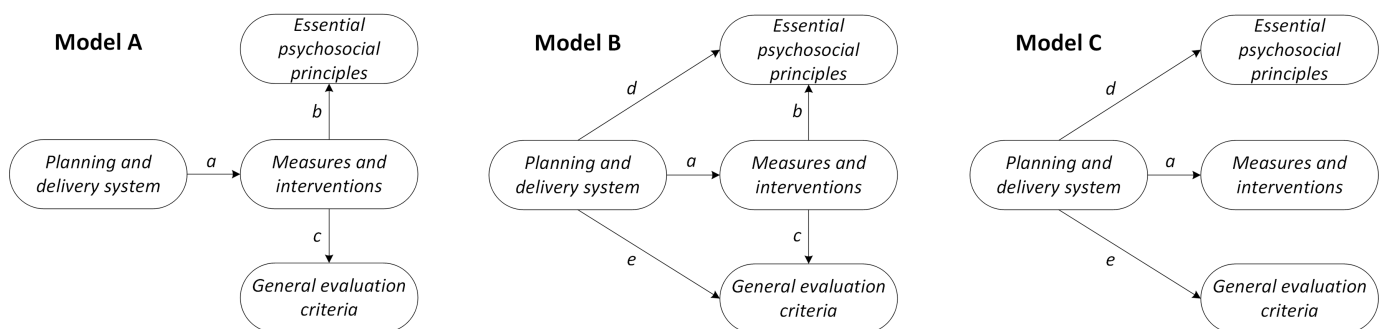 Model A
Essential
psychosocial
principles
b
Planning and
delivery system
a
Measures and
interventions
c
General evaluation
criteria
Model B
Essential
psychosocial
principles
d
b
Planning and
delivery system
a
Measures and
interventions
e
c
General evaluation
criteria
Model C
Essential
psychosocial
principles
d
Planning and
delivery system
a
Measures and
interventions
e
General evaluation
criteria